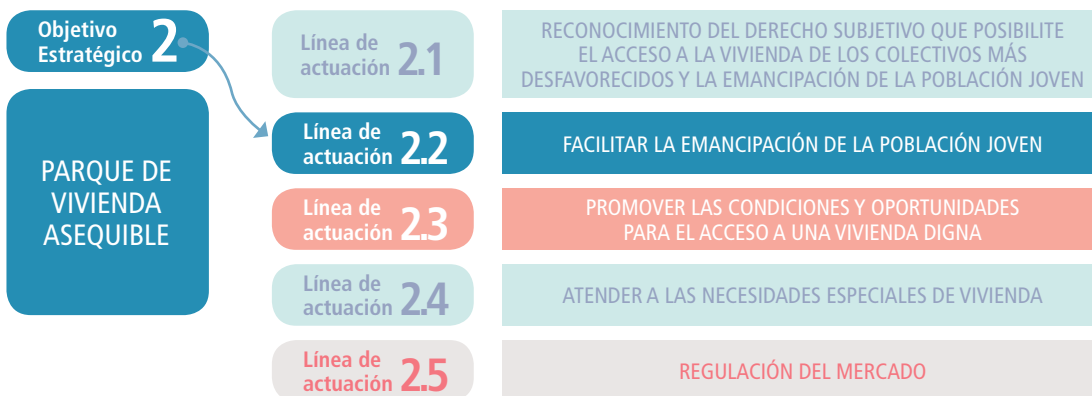 Objetivo
Estratégico 2
PARQUE DE
VIVIENDA
ASEQUIBLE
Línea de
actuación 2.1
RECONOCIMIENTO DEL DERECHO SUBJETIVO QUE POSIBILITE
EL ACCESO A LA VIVIENDA DE LOS COLECTIVOS MÁS
DESFAVORECIDOS Y LA EMANCIPACIÓN DE LA POBLACIÓN JOVEN
Línea de
actuación 2.2
FACILITAR LA EMANCIPACIÓN DE LA POBLACIÓN JOVEN
Línea de
actuación 2.3
PROMOVER LAS CONDICIONES Y OPORTUNIDADES
PARA EL ACCESO A UNA VIVIENDA DIGNA
Línea de
actuación 2.4
ATENDER A LAS NECESIDADES ESPECIALES DE VIVIENDA
Línea de
actuación 2.5
REGULACIÓN DEL MERCADO